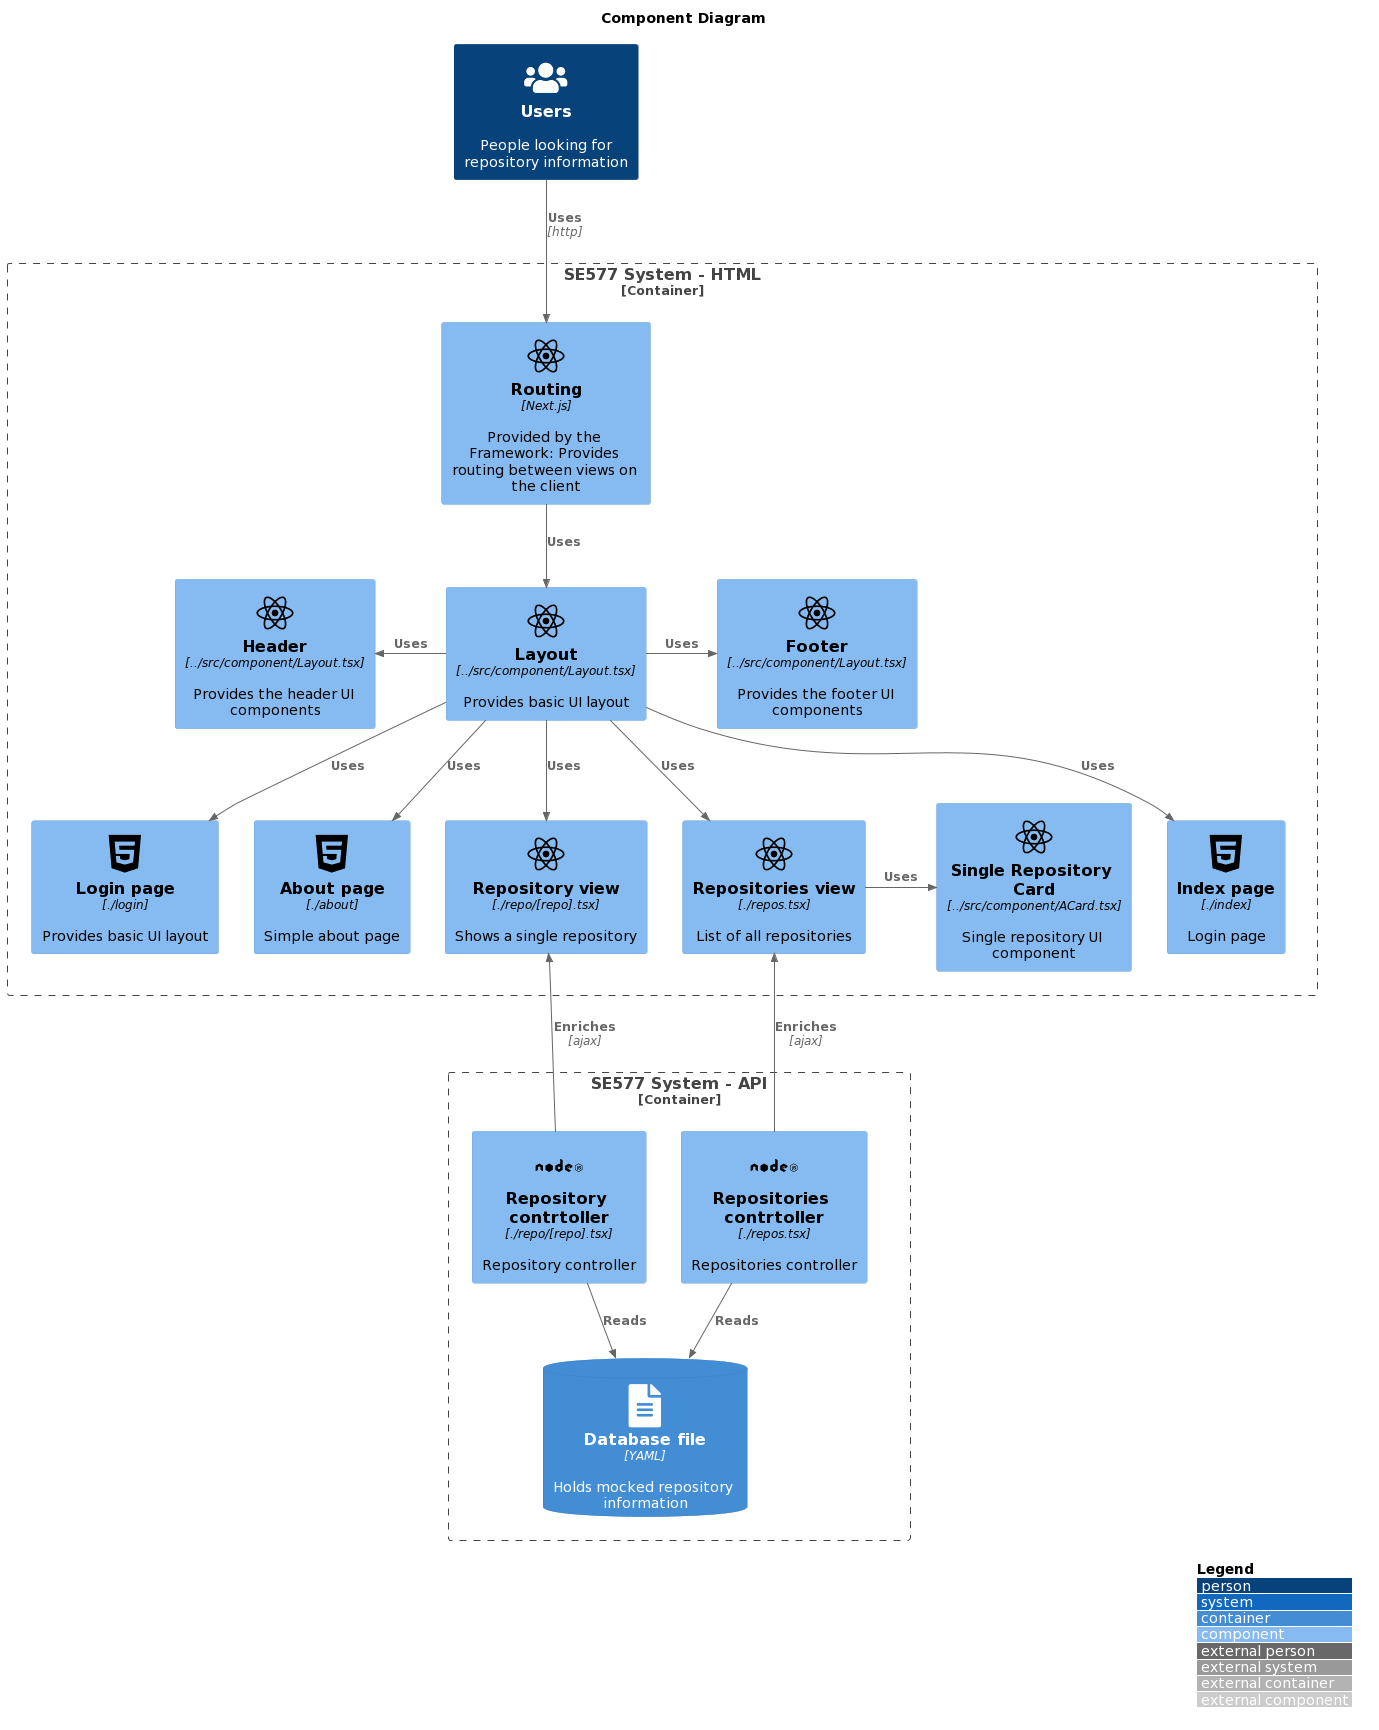 Component Diagram
Users
People looking for
repository information
Uses
[http]
SE577 System - HTML
[Container]
Routing
[Next.js]
Provided by the
Framework: Provides
routing between views on
the client
Uses
Header
[../src/component/Layout.tsx]
Provides the header UI
components
Uses
Layout
[../src/component/Layout.tsx]
Provides basic UI layout
Uses
Footer
[../src/component/Layout.tsx]
Provides the footer UI
components
Uses
Uses
Uses
Uses
Uses
Login page
[./login]
Provides basic UI layout
About page
[./about]
Simple about page
Repository view
[./repo/[repo].tsx]
Shows a single repository
Repositories view
[./repos.tsx]
List of all repositories
Uses
Single Repository
Card
[../src/component/ACard.tsx]
Single repository UI
component
Index page
[./index]
Login page
Enriches
[ajax]
Enriches
[ajax]
SE577 System - API
[Container]
node
Repository
contrtoller
[./repo/[repo].tsx]
Repository controller
node
Repositories
contrtoller
[./repos.tsx]
Repositories controller
Reads
Reads
Database file
[YAML]
Holds mocked repository
information
Legend
person
system
container
component
external person
external system
external container
external component